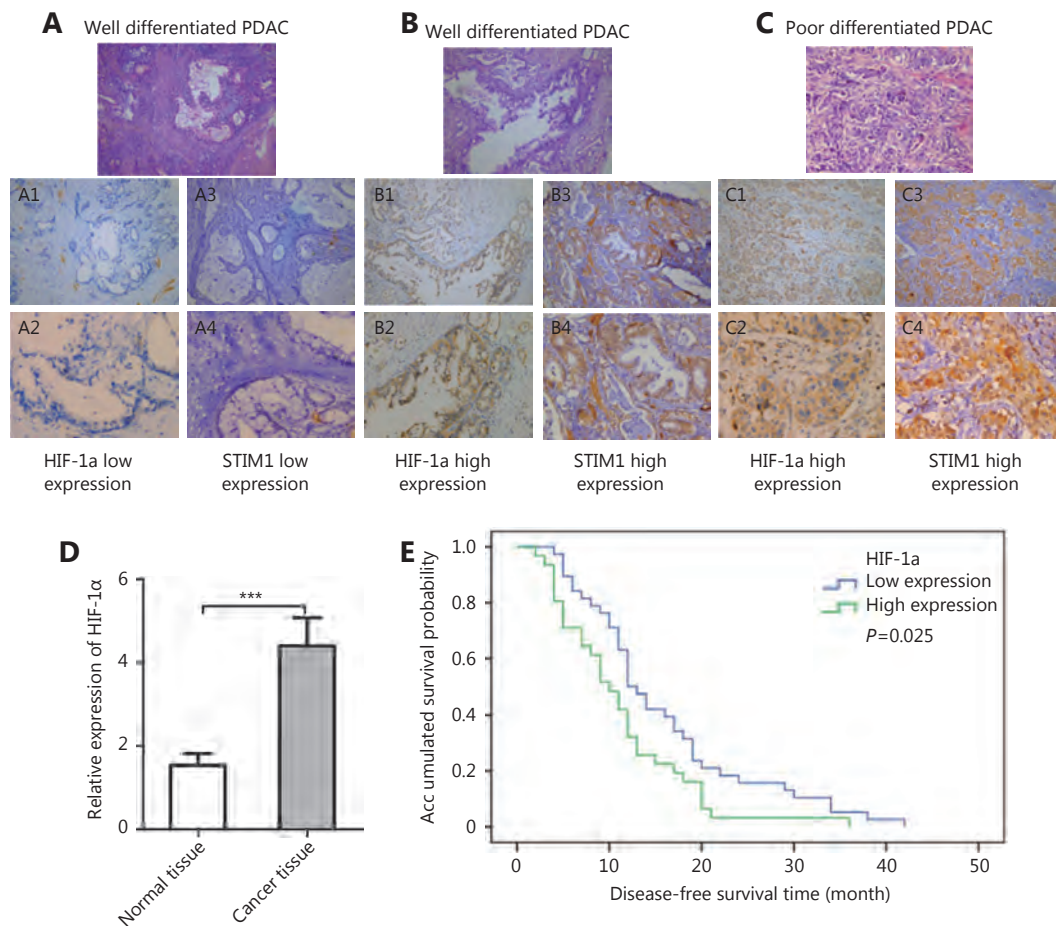 A
Well differentiated PDAC
B
Well differentiated PDAC
C
Poor differentiated PDAC
A1
A3
B1
B3
C1
C3
A2
A4
B2
B4
C2
C4
HIF-1a low
expression
STIM1 low
expression
HIF-1a high
expression
STIM1 high
expression
HIF-1a high
expression
STIM1 high
expression
D
Relative expression of HIF-1α
6
4
2
0
***
Normal tissue
Cancer tissue
E
Acc umulated survival probability
1.0
0.8
0.6
0.4
0.2
0
HIF-1a
Low expression
High expression
P=0.025
0 10 20 30 40 50
Disease-free survival time (month)